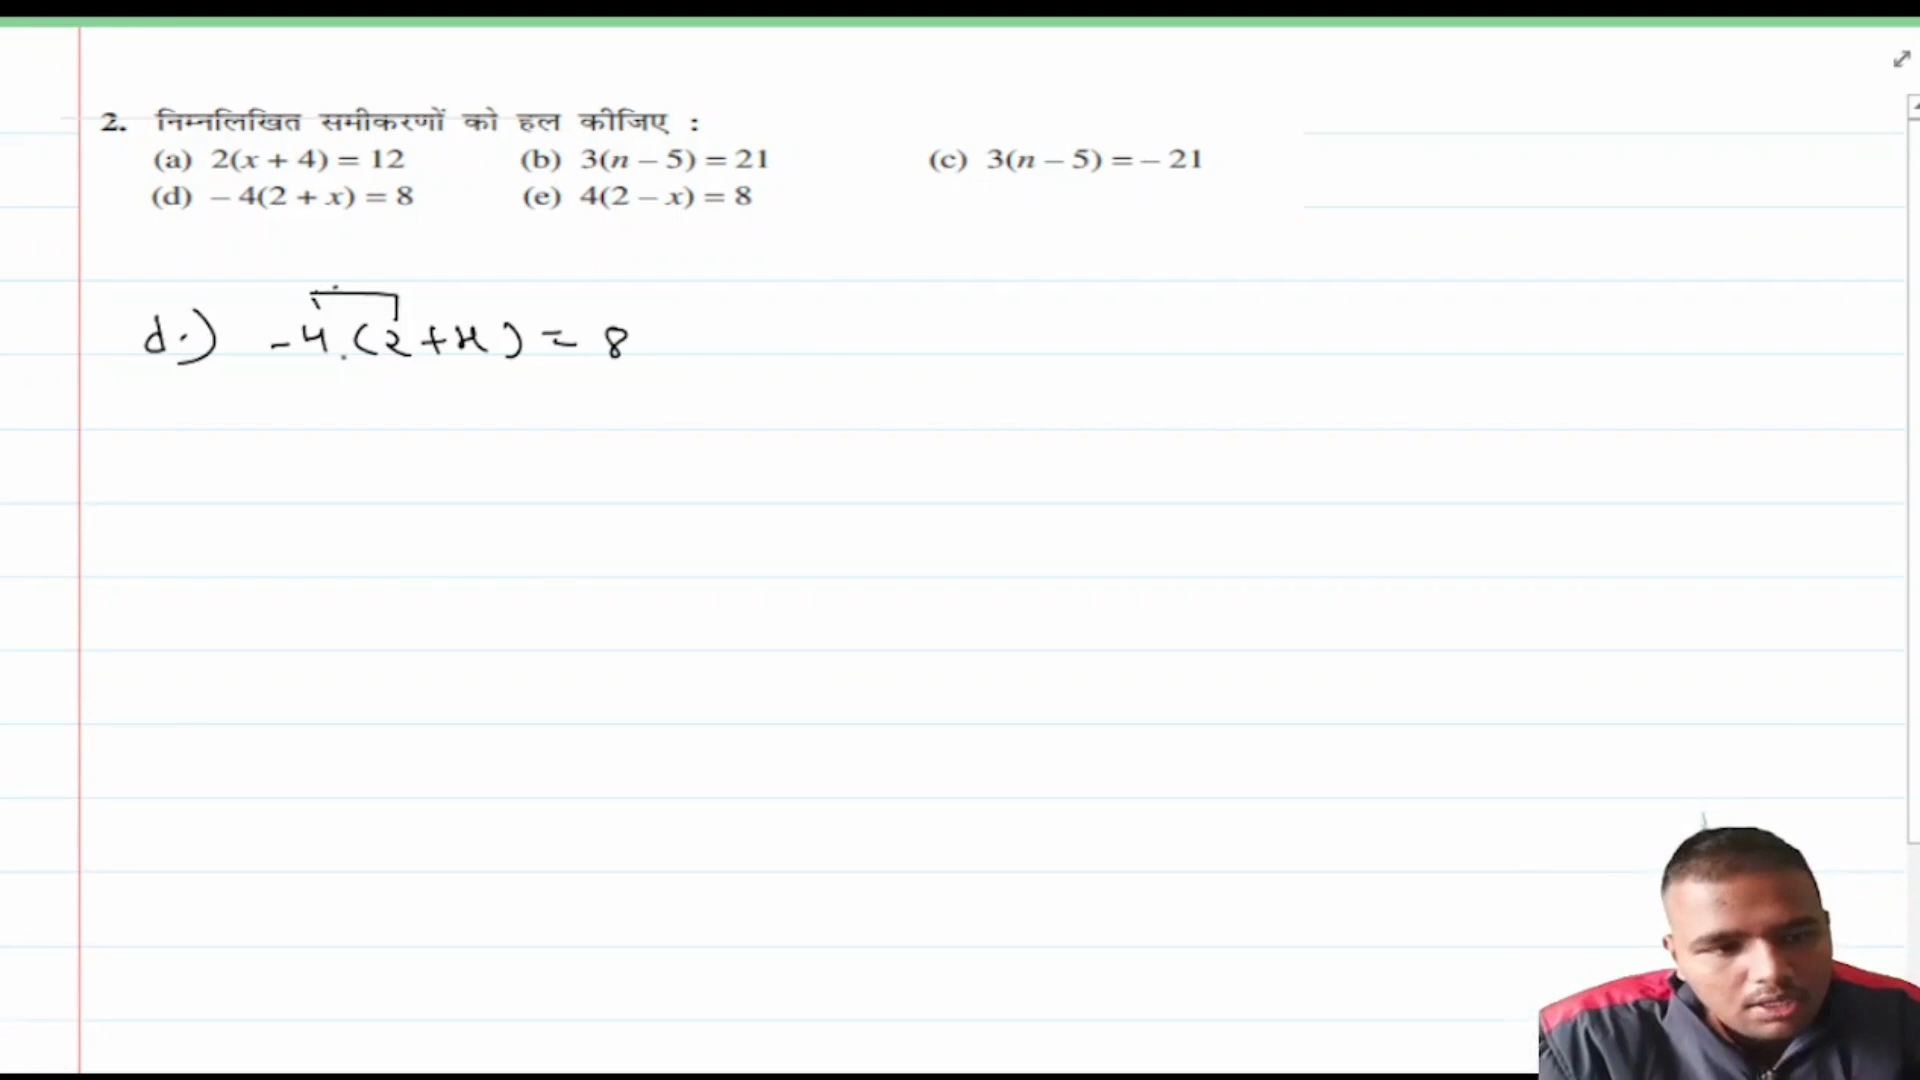 2. निम्नलिखित समीकरणों को हल कीजिए :
(a) 2(x + 4) = 12 (b) 3(n – 5) = 21 (c) 3(n – 5) = – 21
(d) – 4(2 + x) = 8 (e) 4(2 – x) = 8
d.) -4.(2+x) = 8